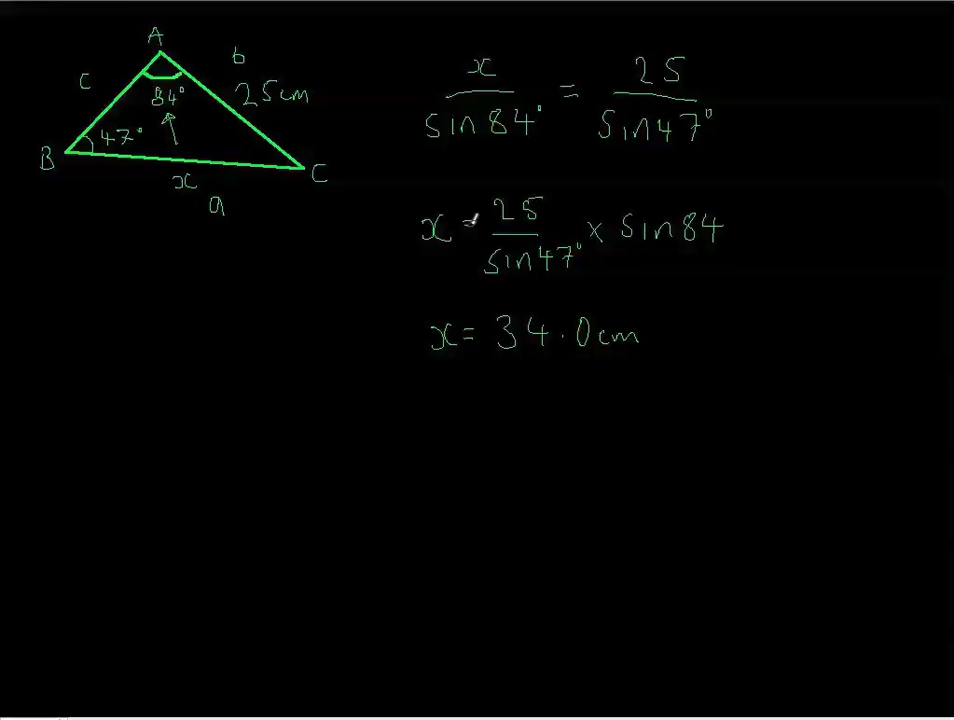 A
b
c
84°
25cm
47°
B
C
x
a
x/sin84° = 25/sin47°
x = 25/sin47° × sin84
x = 34.0cm